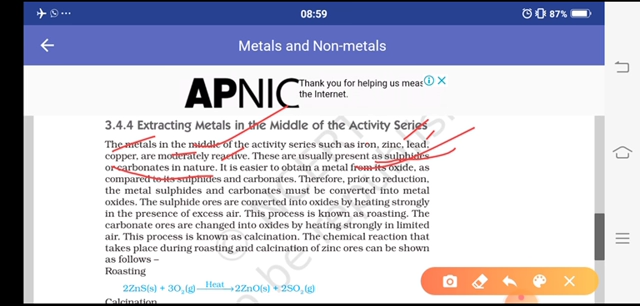 08:59
87%
Metals and Non-metals
APNIC
Thank you for helping us meas
the Internet.
3.4.4 Extracting Metals in the Middle of the Activity Series
The metals in the middle of the activity series such as iron, zinc, lead,
copper, are moderately reactive. These are usually present as sulphides
or carbonates in nature. It is easier to obtain a metal from its oxide, as
compared to its sulphides and carbonates. Therefore, prior to reduction,
the metal sulphides and carbonates must be converted into metal
oxides. The sulphide ores are converted into oxides by heating strongly
in the presence of excess air. This process is known as roasting. The
carbonate ores are changed into oxides by heating strongly in limited
air. This process is known as calcination. The chemical reaction that
takes place during roasting and calcination of zinc ores can be shown
as follows –
Roasting
2ZnS(s) + 3O₂(g) Heat→ 2ZnO(s) + 2SO₂(g)
Calcination